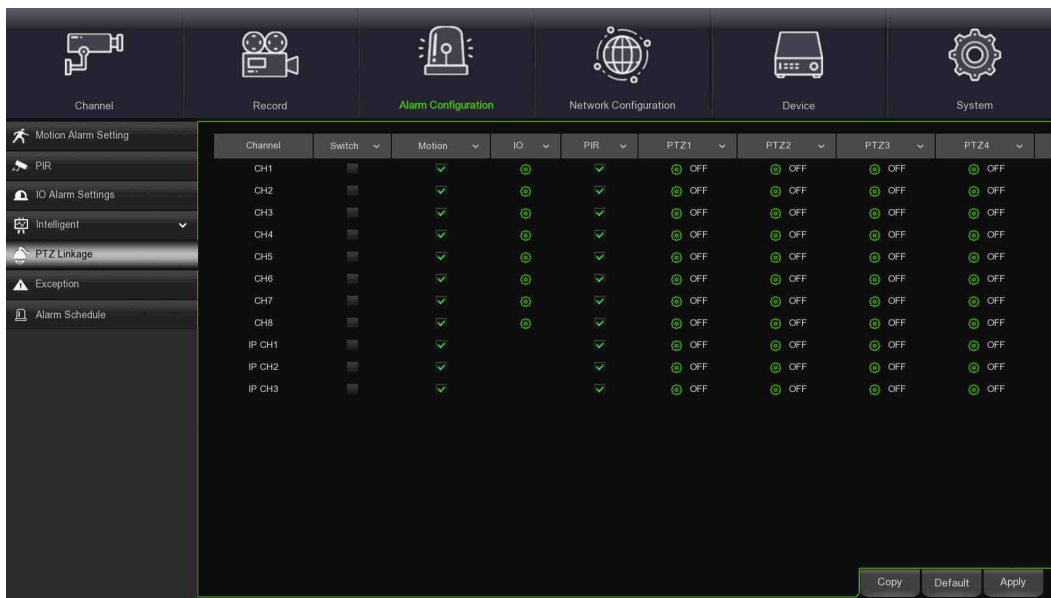 Channel Record Alarm Configuration Network Configuration Device System
Motion Alarm Setting
PIR
IO Alarm Settings
Intelligent
PTZ Linkage
Exception
Alarm Schedule
Channel Switch Motion IO PIR PTZ1 PTZ2 PTZ3 PTZ4
CH1 OFF OFF OFF OFF
CH2 OFF OFF OFF OFF
CH3 OFF OFF OFF OFF
CH4 OFF OFF OFF OFF
CH5 OFF OFF OFF OFF
CH6 OFF OFF OFF OFF
CH7 OFF OFF OFF OFF
CH8 OFF OFF OFF OFF
IP CH1 OFF OFF OFF OFF
IP CH2 OFF OFF OFF OFF
IP CH3 OFF OFF OFF OFF
Copy Default Apply